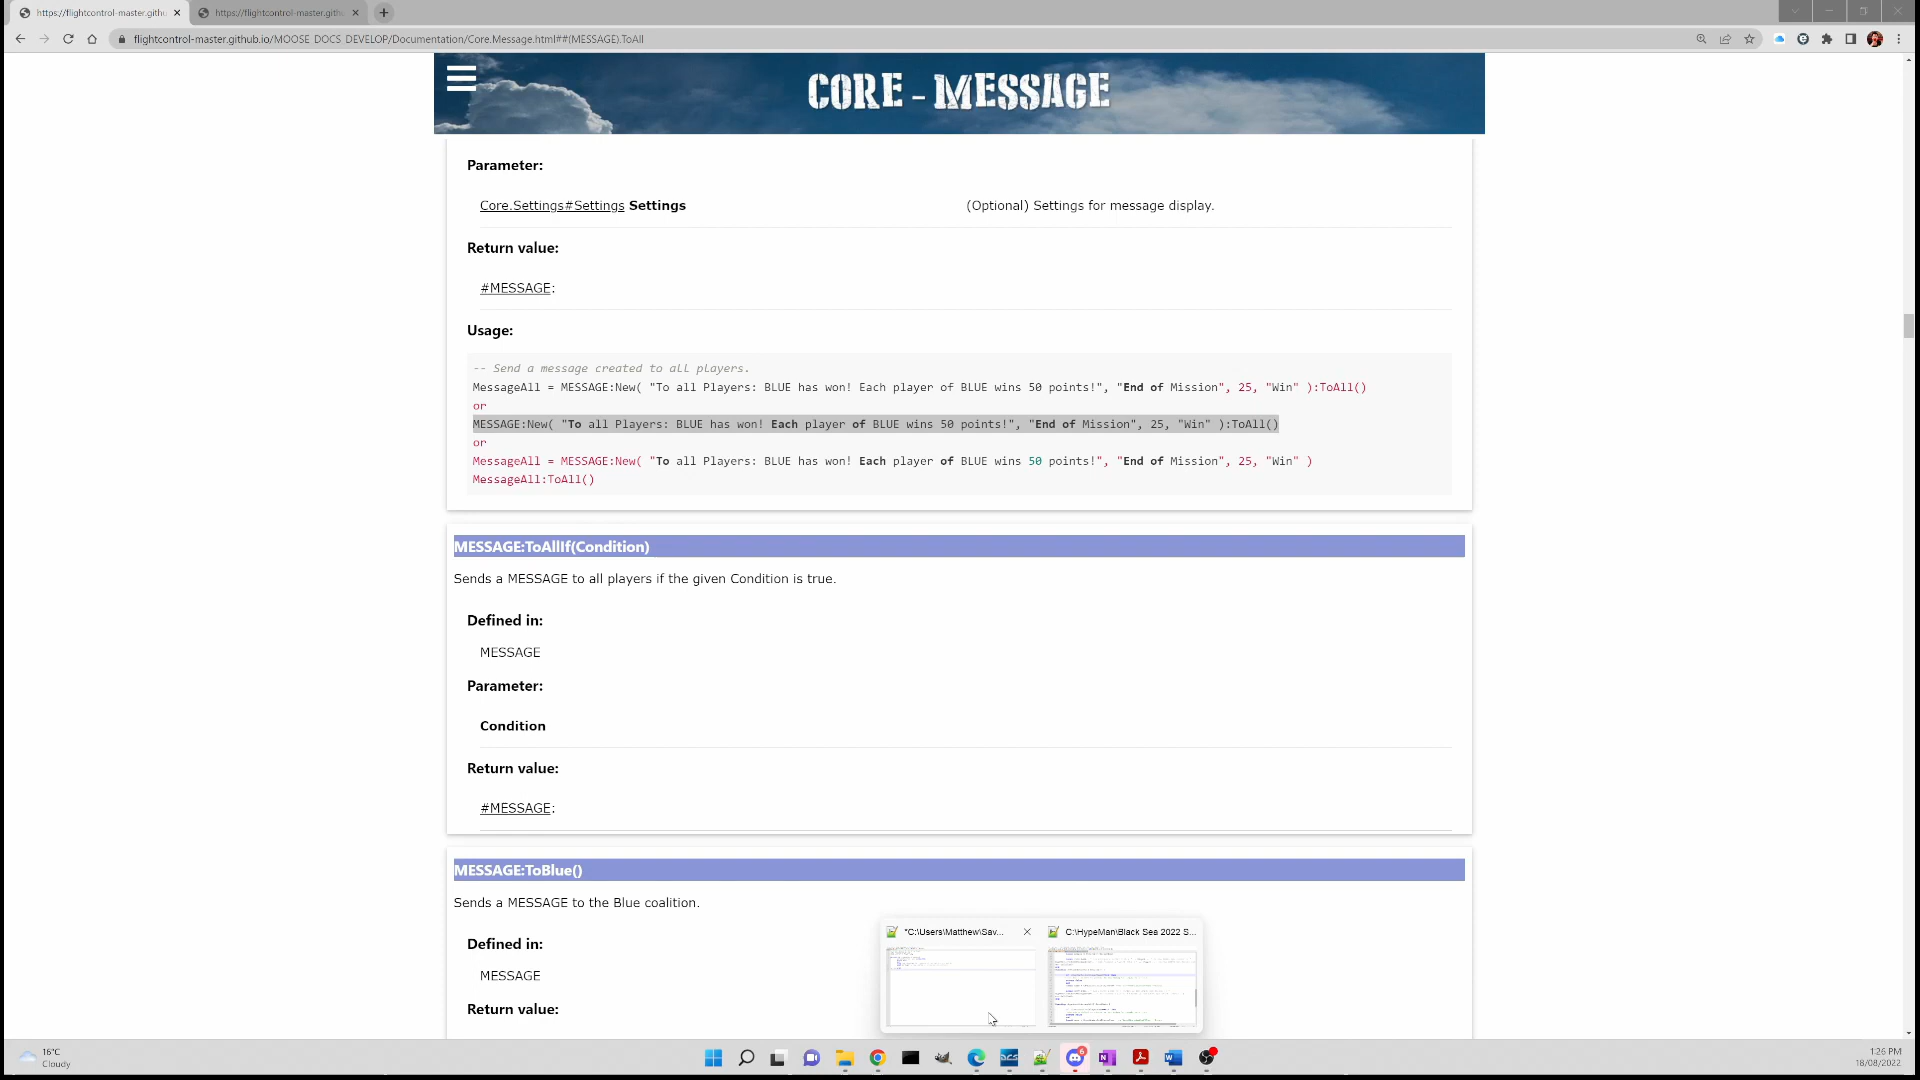 https://flightcontrol-master.githu
https://flightcontrol-master.githu
flightcontrol-master.github.io/MOOSE_DOCS_DEVELOP/Documentation/Core.Message.html##(MESSAGE).ToAll
CORE - MESSAGE
Parameter:
Core.Settings#Settings Settings (Optional) Settings for message display.
Return value:
#MESSAGE:
Usage:
-- Send a message created to all players.
MessageAll = MESSAGE:New( "To all Players: BLUE has won! Each player of BLUE wins 50 points!", "End of Mission", 25, "Win" ):ToAll()
or
MESSAGE:New( "To all Players: BLUE has won! Each player of BLUE wins 50 points!", "End of Mission", 25, "Win" ):ToAll()
or
MessageAll = MESSAGE:New( "To all Players: BLUE has won! Each player of BLUE wins 50 points!", "End of Mission", 25, "Win" )
MessageAll:ToAll()
MESSAGE:ToAllIf(Condition)
Sends a MESSAGE to all players if the given Condition is true.
Defined in:
MESSAGE
Parameter:
Condition
Return value:
#MESSAGE:
MESSAGE:ToBlue()
Sends a MESSAGE to the Blue coalition.
Defined in:
MESSAGE
Return value:
"C:\Users\Matthew\Sav...
C:\HypeMan\Black Sea 2022 S...
16°C
Cloudy
1:26 PM
18/08/2022